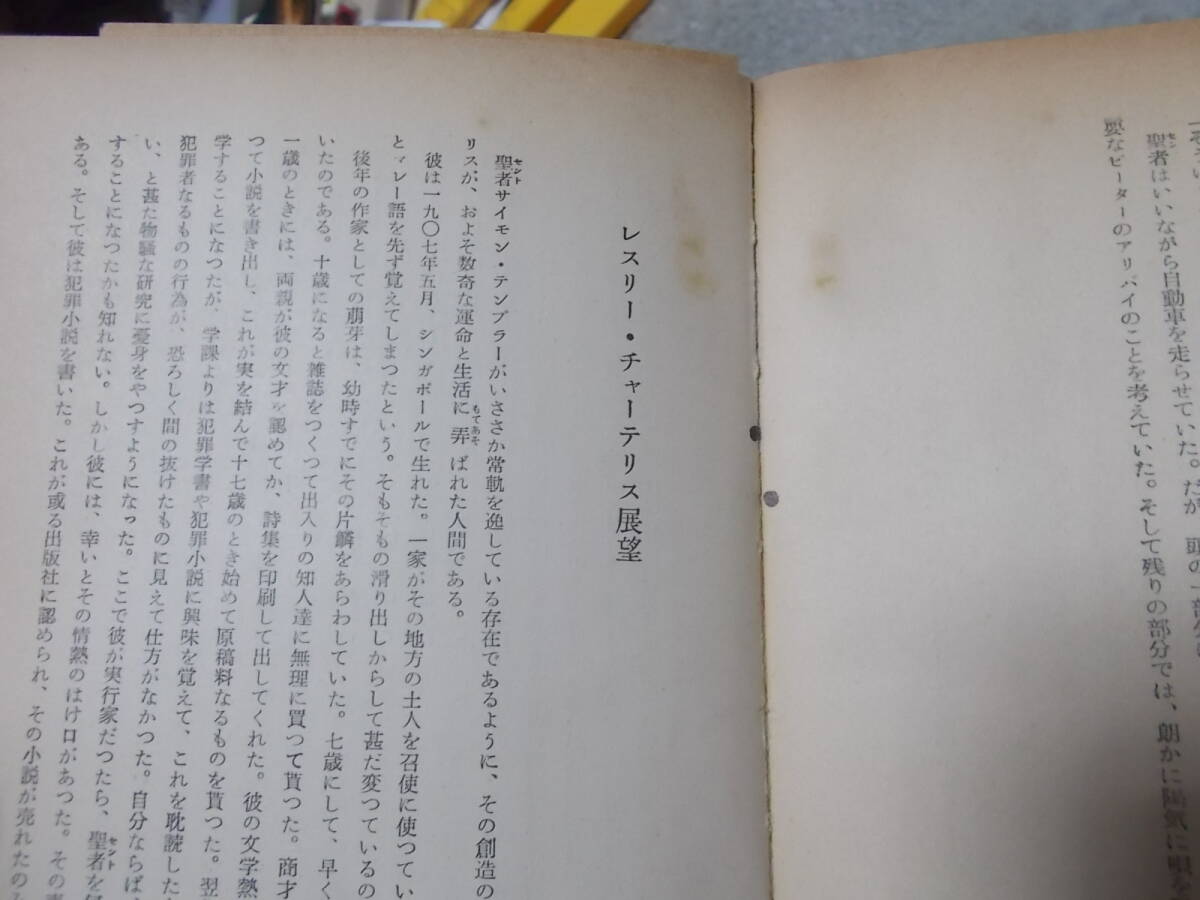 聖者はいいながら自動車を走らせていた。だが、頭の一部分
要なピーターのアリバイのことを考えていた。そして残りの部分では、朗かに陽気に唄を
レスリー・チャーテリス展望
聖者サイモン・テンプラーがいささか常軌を逸している存在であるように、その創造の
リスが、およそ数奇な運命と生活に弄ばれた人間である。
彼は一九〇七年五月、シンガポールで生れた。一家がその地方の土人を召使に使つてい
とマレー語を先ず覚えてしまつたという。そもそもの滑り出しからして甚だ変つているの
後年の作家としての萌芽は、幼時すでにその片鱗をあらわしていた。七歳にして、早く
いたのである。十歳になると雑誌をつくつて出入りの知人達に無理に買つて貰つた。商才
一歳のときには、両親が彼の文才を認めてか、詩集を印刷して出してくれた。彼の文学熱
つて小説を書き出し、これが実を結んで十七歳のとき始めて原稿料なるものを貰つた。翌
学することになつたが、学課よりは犯罪学書や犯罪小説に興味を覚えて、これを耽読した
犯罪者なるものの行為が、恐ろしく間の抜けたものに見えて仕方がなかつた。自分ならば
い、と甚た物騒な研究に憂身をやつすようになった。ここで彼が実行家だつたら、聖者を
することになつたかも知れない。しかし彼には、幸いとその情熱のはけ口があつた。その
ある。そして彼は犯罪小説を書いた。これが或る出版社に認められ、その小説が売れたの